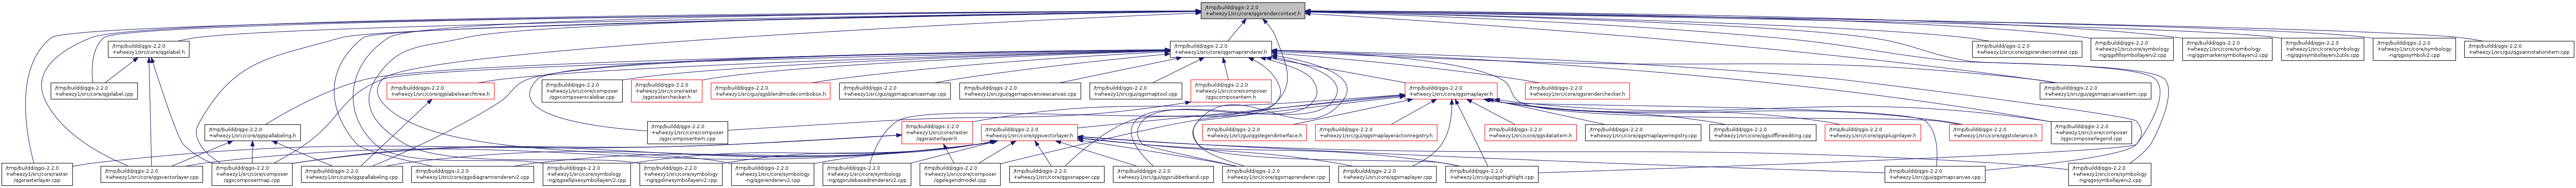 /tmp/buildd/qgis-2.2.0
+wheezy1/src/core/qgsrendercontext.h
/tmp/buildd/qgis-2.2.0
+wheezy1/src/core/qgslabel.h
/tmp/buildd/qgis-2.2.0
+wheezy1/src/core/qgsmaprenderer.h
/tmp/buildd/qgis-2.2.0
+wheezy1/src/core/qgsrendercontext.cpp
/tmp/buildd/qgis-2.2.0
+wheezy1/src/core/symbology
-ng/qgsfillsymbollayerv2.cpp
/tmp/buildd/qgis-2.2.0
+wheezy1/src/core/symbology
-ng/qgsmarkersymbollayerv2.cpp
/tmp/buildd/qgis-2.2.0
+wheezy1/src/core/symbology
-ng/qgssymbollayerv2utils.cpp
/tmp/buildd/qgis-2.2.0
+wheezy1/src/core/symbology
-ng/qgssymbolv2.cpp
/tmp/buildd/qgis-2.2.0
+wheezy1/src/gui/qgsannotationitem.cpp
/tmp/buildd/qgis-2.2.0
+wheezy1/src/core/qgslabel.cpp
/tmp/buildd/qgis-2.2.0
+wheezy1/src/core/qgslabelsearchtree.h
/tmp/buildd/qgis-2.2.0
+wheezy1/src/core/composer
/qgscomposerscalebar.cpp
/tmp/buildd/qgis-2.2.0
+wheezy1/src/core/raster
/qgsrasterchecker.h
/tmp/buildd/qgis-2.2.0
+wheezy1/src/gui/qgsblendmodecombobox.h
/tmp/buildd/qgis-2.2.0
+wheezy1/src/gui/qgsmapcanvasmap.cpp
/tmp/buildd/qgis-2.2.0
+wheezy1/src/gui/qgsmapoverviewcanvas.cpp
/tmp/buildd/qgis-2.2.0
+wheezy1/src/gui/qgsmaptool.cpp
/tmp/buildd/qgis-2.2.0
+wheezy1/src/core/composer
/qgscomposeritem.h
/tmp/buildd/qgis-2.2.0
+wheezy1/src/core/qgsmaplayer.h
/tmp/buildd/qgis-2.2.0
+wheezy1/src/core/qgsrenderchecker.h
/tmp/buildd/qgis-2.2.0
+wheezy1/src/gui/qgsmapcanvasitem.cpp
/tmp/buildd/qgis-2.2.0
+wheezy1/src/core/qgspallabeling.h
/tmp/buildd/qgis-2.2.0
+wheezy1/src/core/composer
/qgscomposeritem.cpp
/tmp/buildd/qgis-2.2.0
+wheezy1/src/core/raster
/qgsrasterlayer.h
/tmp/buildd/qgis-2.2.0
+wheezy1/src/core/qgsvectorlayer.h
/tmp/buildd/qgis-2.2.0
+wheezy1/src/gui/qgslegendinterface.h
/tmp/buildd/qgis-2.2.0
+wheezy1/src/gui/qgsmaplayeractionregistry.h
/tmp/buildd/qgis-2.2.0
+wheezy1/src/core/qgsdataitem.h
/tmp/buildd/qgis-2.2.0
+wheezy1/src/core/qgsmaplayerregistry.cpp
/tmp/buildd/qgis-2.2.0
+wheezy1/src/core/qgsofflineediting.cpp
/tmp/buildd/qgis-2.2.0
+wheezy1/src/core/qgspluginlayer.h
/tmp/buildd/qgis-2.2.0
+wheezy1/src/core/qgstolerance.h
/tmp/buildd/qgis-2.2.0
+wheezy1/src/core/composer
/qgscomposerlegend.cpp
/tmp/buildd/qgis-2.2.0
+wheezy1/src/core/raster
/qgsrasterlayer.cpp
/tmp/buildd/qgis-2.2.0
+wheezy1/src/core/qgsvectorlayer.cpp
/tmp/buildd/qgis-2.2.0
+wheezy1/src/core/composer
/qgscomposermap.cpp
/tmp/buildd/qgis-2.2.0
+wheezy1/src/core/qgspallabeling.cpp
/tmp/buildd/qgis-2.2.0
+wheezy1/src/core/qgsdiagramrendererv2.cpp
/tmp/buildd/qgis-2.2.0
+wheezy1/src/core/symbology
-ng/qgsellipsesymbollayerv2.cpp
/tmp/buildd/qgis-2.2.0
+wheezy1/src/core/symbology
-ng/qgslinesymbollayerv2.cpp
/tmp/buildd/qgis-2.2.0
+wheezy1/src/core/symbology
-ng/qgsrendererv2.cpp
/tmp/buildd/qgis-2.2.0
+wheezy1/src/core/symbology
-ng/qgsrulebasedrendererv2.cpp
/tmp/buildd/qgis-2.2.0
+wheezy1/src/core/composer
/qgslegendmodel.cpp
/tmp/buildd/qgis-2.2.0
+wheezy1/src/core/qgssnapper.cpp
/tmp/buildd/qgis-2.2.0
+wheezy1/src/gui/qgsrubberband.cpp
/tmp/buildd/qgis-2.2.0
+wheezy1/src/core/qgsmaprenderer.cpp
/tmp/buildd/qgis-2.2.0
+wheezy1/src/core/qgsmaplayer.cpp
/tmp/buildd/qgis-2.2.0
+wheezy1/src/gui/qgshighlight.cpp
/tmp/buildd/qgis-2.2.0
+wheezy1/src/gui/qgsmapcanvas.cpp
/tmp/buildd/qgis-2.2.0
+wheezy1/src/core/symbology
-ng/qgssymbollayerv2.cpp